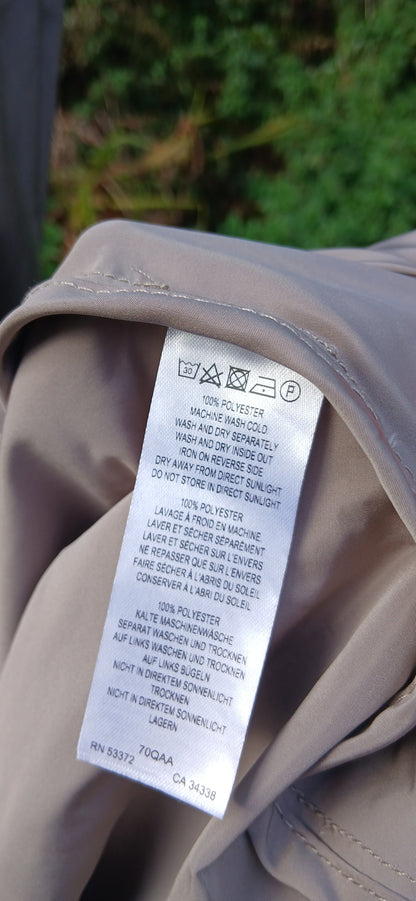 30 P
100% POLYESTER
MACHINE WASH COLD
WASH AND DRY SEPARATELY
WASH AND DRY INSIDE OUT
IRON ON REVERSE SIDE
DRY AWAY FROM DIRECT SUNLIGHT
DO NOT STORE IN DIRECT SUNLIGHT
100% POLYESTER
LAVAGE À FROID EN MACHINE
LAVER ET SÉCHER SÉPARÉMENT
LAVER ET SÉCHER SUR L'ENVERS
NE REPASSER QUE SUR L'ENVERS
FAIRE SÉCHER À L'ABRIS DU SOLEIL
CONSERVER À L'ABRI DU SOLEIL
100% POLYESTER
KALTE MASCHINENWÄSCHE
SEPARAT WASCHEN UND TROCKNEN
AUF LINKS WASCHEN UND TROCKNEN
AUF LINKS BÜGELN
NICHT IN DIREKTEM SONNENLICHT
TROCKNEN
NICHT IN DIREKTEM SONNENLICHT
LAGERN
RN 53372 70QAA CA 34338